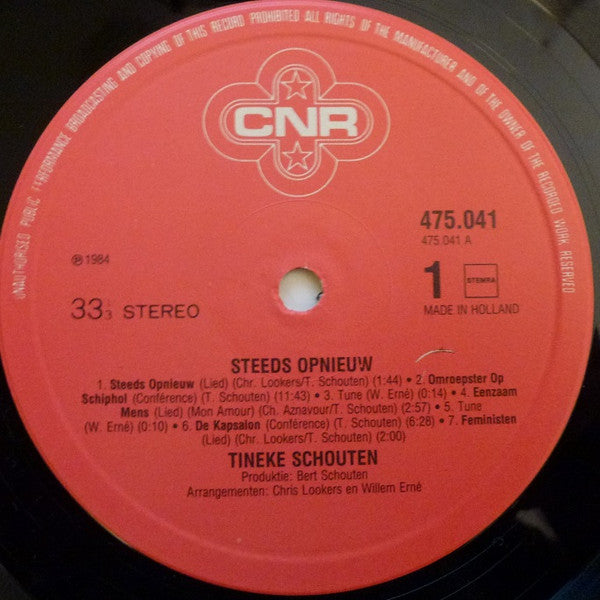 UNAUTHORISED PUBLIC PERFORMANCE BROADCASTING AND COPYING OF THIS RECORD PROHIBITED ALL RIGHTS OF THE MANUFACTURER AND OF THE OWNER OF THE RECORDED WORK RESERVED
CNR
475.041
475.041 A
℗ 1984
1 STEMRA
33 1/3 STEREO
MADE IN HOLLAND
STEEDS OPNIEUW
1. Steeds Opnieuw (Lied) (Chr. Lookers/T. Schouten) (1:44) • 2. Omroepster Op
Schiphol (Conférence) (T. Schouten) (11:43) • 3. Tune (W. Erné) (0:14) • 4. Eenzaam
Mens (Lied) (Mon Amour) (Ch. Aznavour/T. Schouten) (2:57) • 5. Tune
(W. Erné) (0:10) • 6. De Kapsalon (Conférence) (T. Schouten) (6:28) • 7. Feministen
(Lied) (Chr. Lookers/T. Schouten) (2:00)
TINEKE SCHOUTEN
Produktie: Bert Schouten
Arrangementen: Chris Lookers en Willem Erné